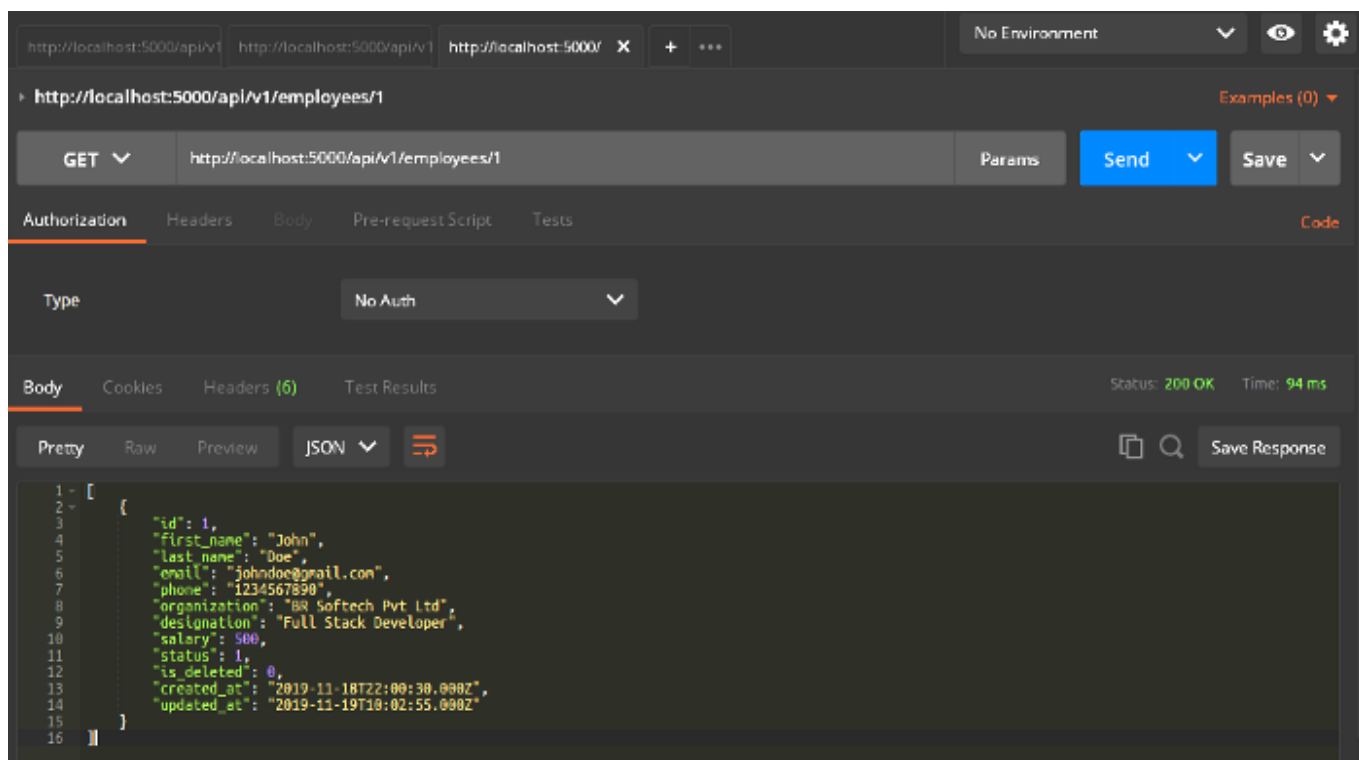 http://localhost:5000/api/v1 http://localhost:5000/api/v1 http://localhost:5000/ × + ••• No Environment
http://localhost:5000/api/v1/employees/1 Examples (0)
GET http://localhost:5000/api/v1/employees/1 Params Send Save
Authorization Headers Body Pre-request Script Tests Code
Type No Auth
Body Cookies Headers (6) Test Results Status: 200 OK Time: 94 ms
Pretty Raw Preview JSON Save Response
1 [
2 {
3 "id": 1,
4 "first_name": "John",
5 "last_name": "Doe",
6 "email": "johndoe@gmail.com",
7 "phone": "1234567890",
8 "organization": "BR Softech Pvt Ltd",
9 "designation": "Full Stack Developer",
10 "salary": 500,
11 "status": 1,
12 "is_deleted": 0,
13 "created_at": "2019-11-18T22:00:30.000Z",
14 "updated_at": "2019-11-19T10:02:55.000Z"
15 }
16 ]